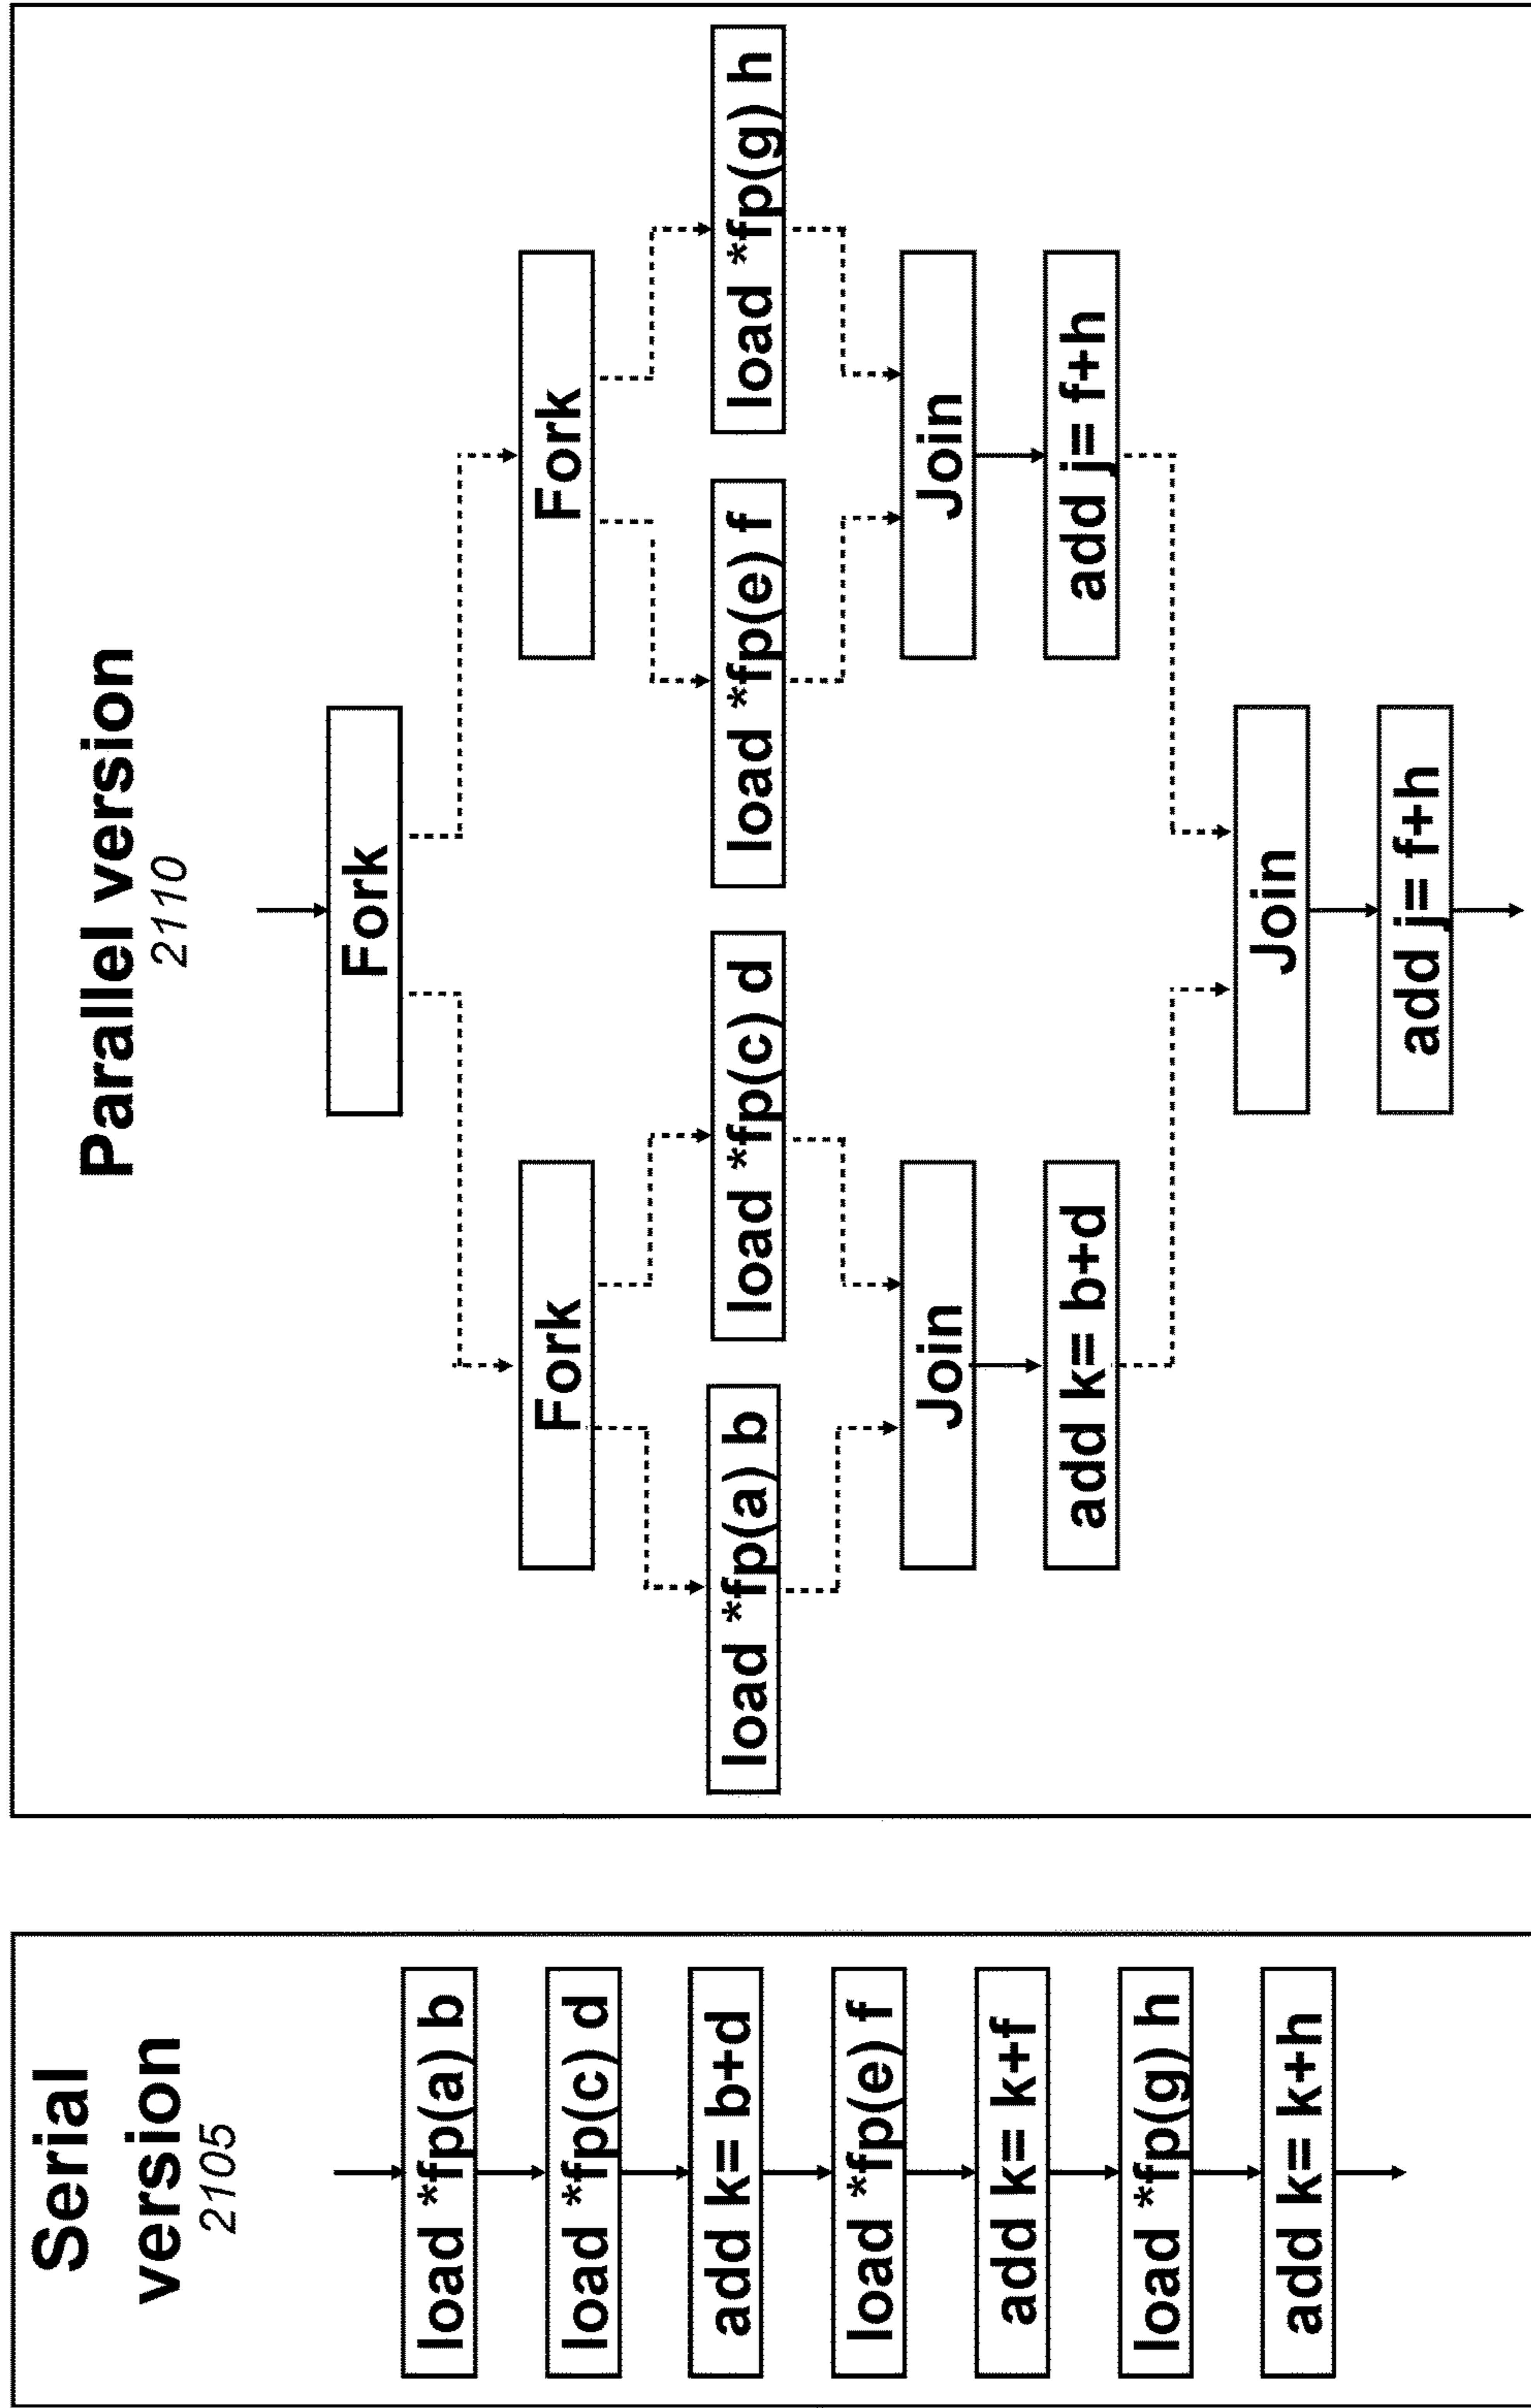 Serial
version
2105
load *fp(a) b
load *fp(c) d
add k= b+d
load *fp(e) f
add k= k+f
load *fp(g) h
add k= k+h
Parallel version
2110
Fork
Fork
Fork
load *fp(a) b
load *fp(c) d
load *fp(e) f
load *fp(g) h
Join
Join
add k= b+d
add j= f+h
Join
add j= f+h